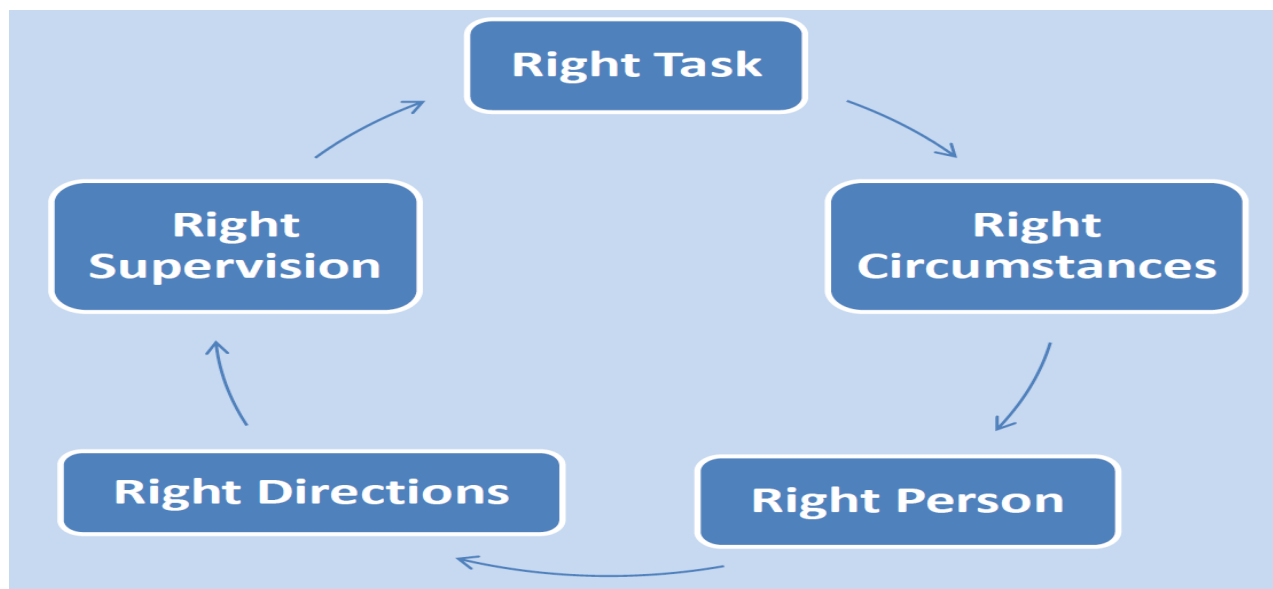 Right Task
Right
Circumstances
Right Person
Right Directions
Right
Supervision